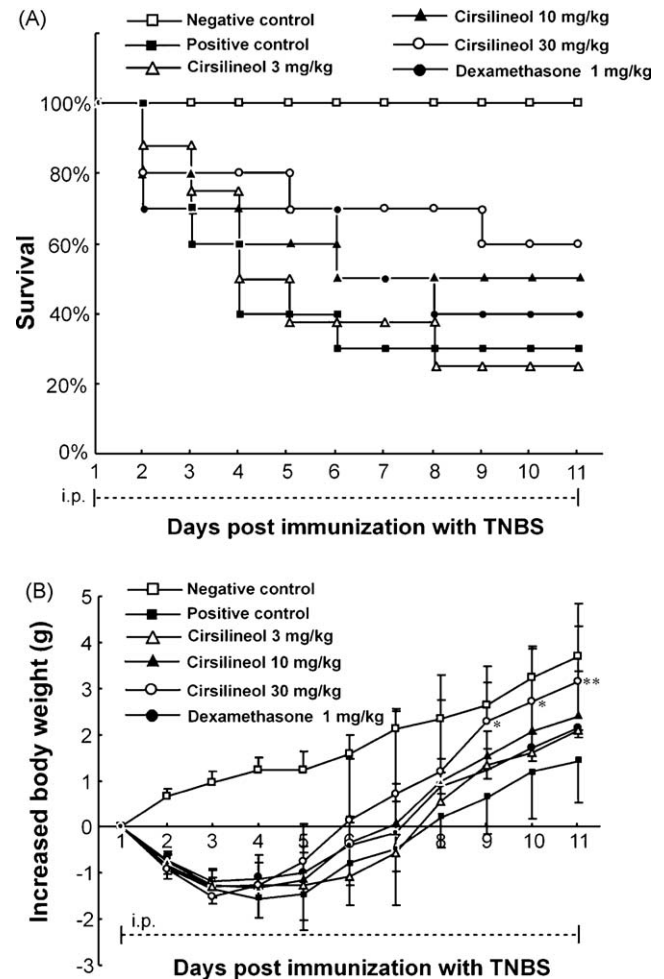 (A)
Negative control
Positive control
Cirsilineol 3 mg/kg
Cirsilineol 10 mg/kg
Cirsilineol 30 mg/kg
Dexamethasone 1 mg/kg
100%
80%
60%
40%
20%
0%
Survival
1 2 3 4 5 6 7 8 9 10 11
i.p.
Days post immunization with TNBS
(B)
Negative control
Positive control
Cirsilineol 3 mg/kg
Cirsilineol 10 mg/kg
Cirsilineol 30 mg/kg
Dexamethasone 1 mg/kg
5
4
3
2
1
0
-1
-2
-3
Increased body weight (g)
1 2 3 4 5 6 7 8 9 10 11
*
*
**
i.p.
Days post immunization with TNBS